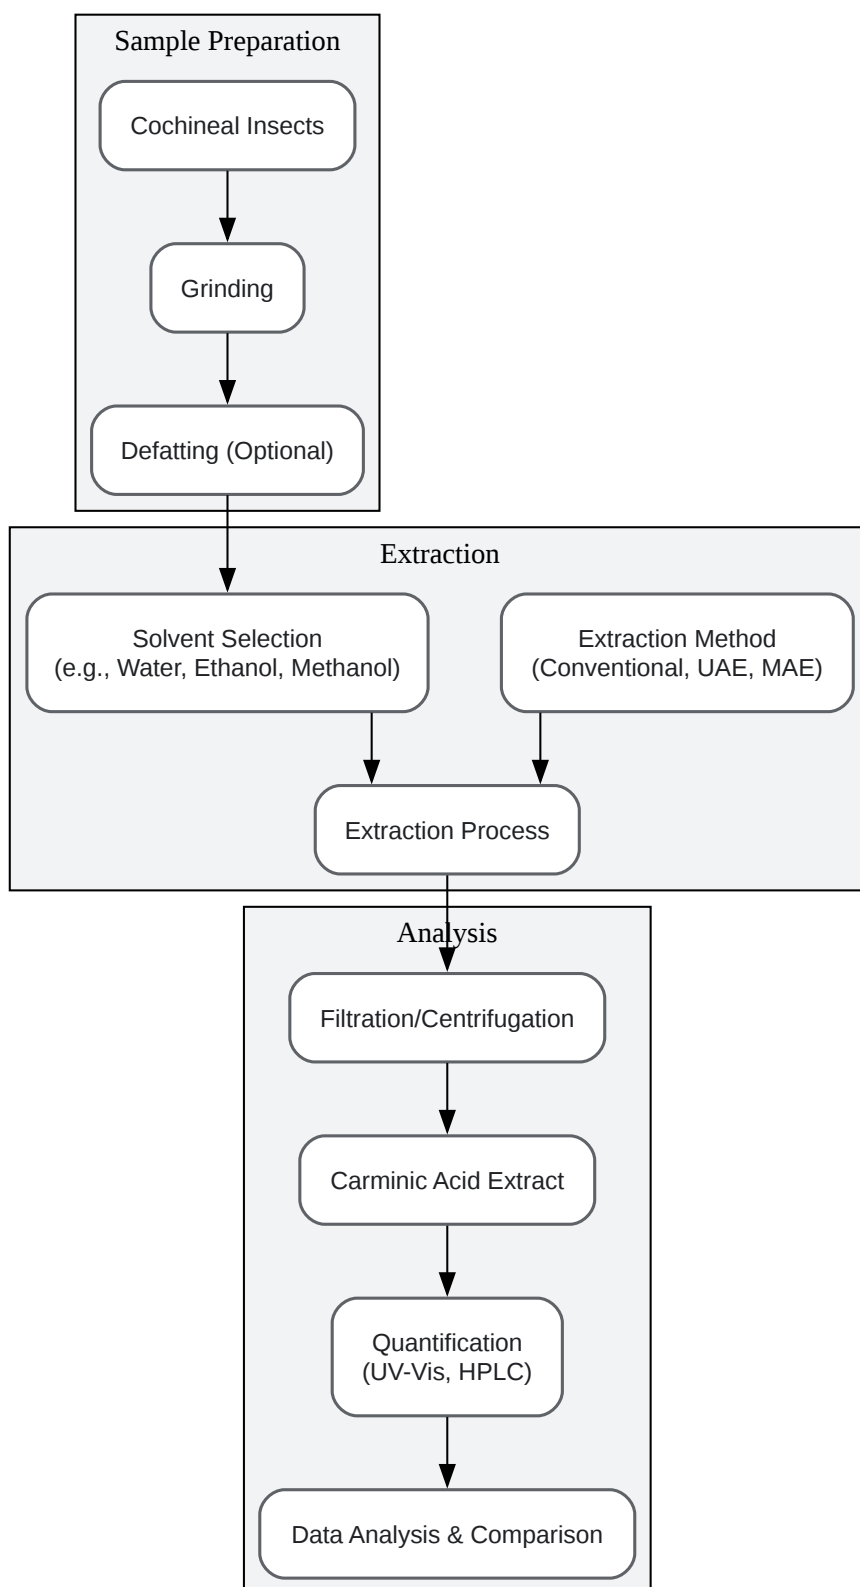 Sample Preparation
Cochineal Insects
Grinding
Defatting (Optional)
Extraction
Solvent Selection
(e.g., Water, Ethanol, Methanol)
Extraction Method
(Conventional, UAE, MAE)
Extraction Process
Analysis
Filtration/Centrifugation
Carminic Acid Extract
Quantification
(UV-Vis, HPLC)
Data Analysis & Comparison